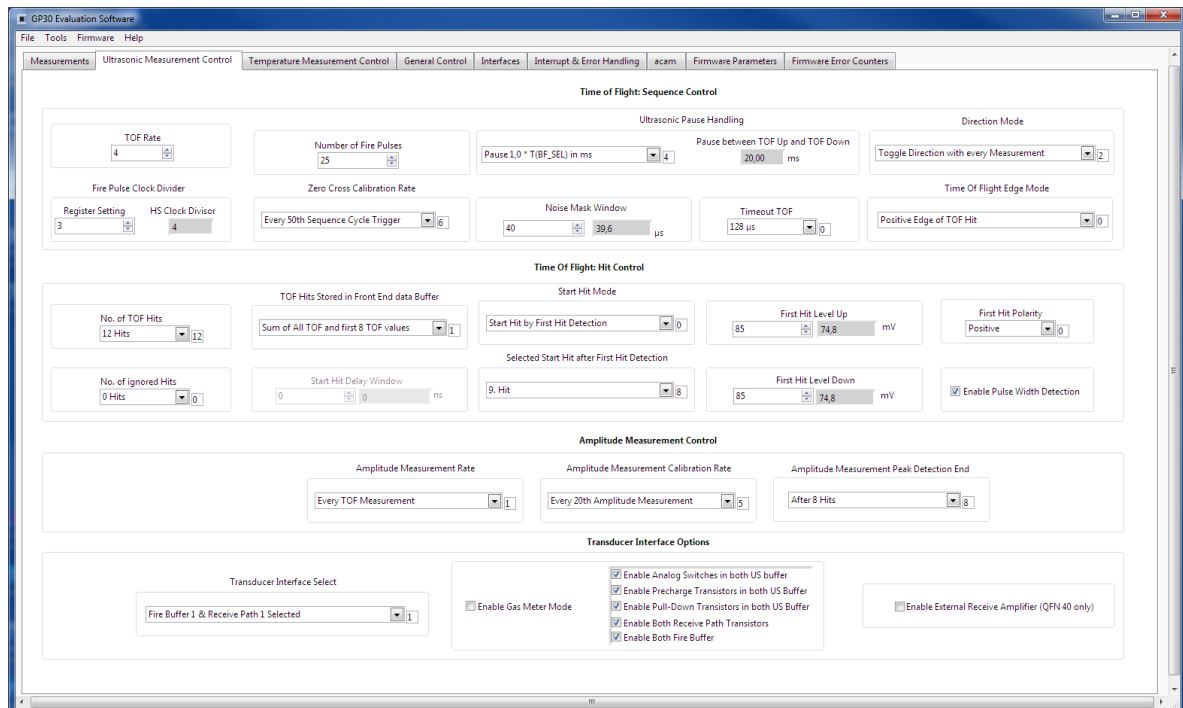 GP30 Evaluation Software
File Tools Firmware Help
Measurements Ultrasonic Measurement Control Temperature Measurement Control General Control Interfaces Interrupt & Error Handling acam Firmware Parameters Firmware Error Counters
Time of Flight: Sequence Control
Ultrasonic Pause Handling Direction Mode
TOF Rate
4
Number of Fire Pulses
25
Pause between TOF Up and TOF Down
Pause 1,0 * T(BF_SEL) in ms 4 20,00 ms
Toggle Direction with every Measurement 2
Fire Pulse Clock Divider Zero Cross Calibration Rate Time Of Flight Edge Mode
Register Setting HS Clock Divisor
3 4
Every 50th Sequence Cycle Trigger 6
Noise Mask Window
40 39,6 µs
Timeout TOF
128 µs 0
Positive Edge of TOF Hit 0
Time Of Flight: Hit Control
No. of TOF Hits
12 Hits 12
TOF Hits Stored in Front End data Buffer
Sum of All TOF and first 8 TOF values 1
Start Hit Mode
Start Hit by First Hit Detection 0
First Hit Level Up
85 74,8 mV
First Hit Polarity
Positive 0
Selected Start Hit after First Hit Detection
9. Hit 8
No. of ignored Hits
0 Hits 0
Start Hit Delay Window
0 0 ns
First Hit Level Down
85 74,8 mV
Enable Pulse Width Detection
Amplitude Measurement Control
Amplitude Measurement Rate Amplitude Measurement Calibration Rate Amplitude Measurement Peak Detection End
Every TOF Measurement 1 Every 20th Amplitude Measurement 5 After 8 Hits 8
Transducer Interface Options
Transducer Interface Select
Fire Buffer 1 & Receive Path 1 Selected 1
Enable Gas Meter Mode
Enable Analog Switches in both US buffer
Enable Precharge Transistors in both US Buffer
Enable Pull-Down Transistors in both US Buffer
Enable Both Receive Path Transistors
Enable Both Fire Buffer
Enable External Receive Amplifier (QFN 40 only)